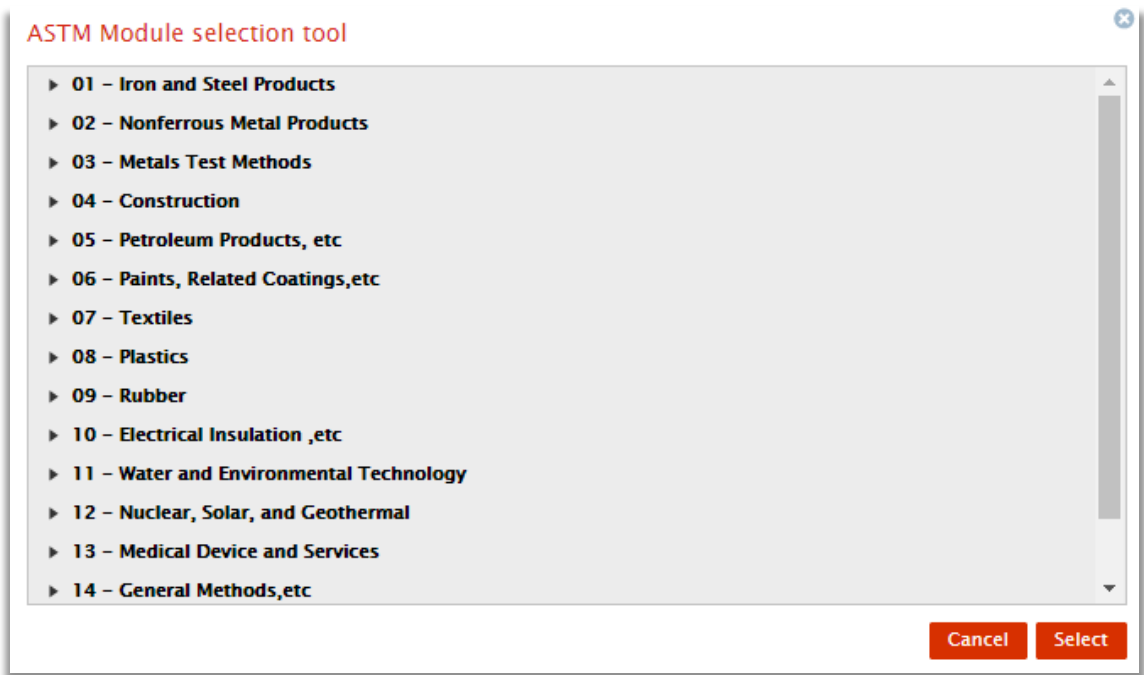 ASTM Module selection tool
01 – Iron and Steel Products
02 – Nonferrous Metal Products
03 – Metals Test Methods
04 – Construction
05 – Petroleum Products, etc
06 – Paints, Related Coatings,etc
07 – Textiles
08 – Plastics
09 – Rubber
10 – Electrical Insulation ,etc
11 – Water and Environmental Technology
12 – Nuclear, Solar, and Geothermal
13 – Medical Device and Services
14 – General Methods,etc
Cancel Select